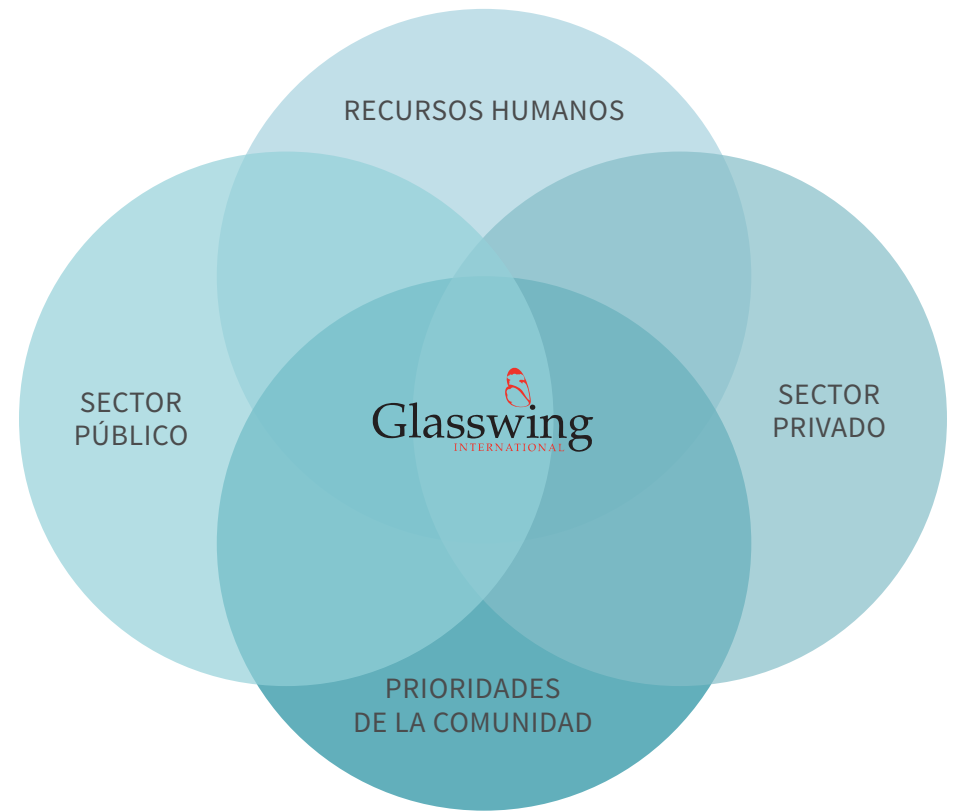 RECURSOS HUMANOS
SECTOR
PÚBLICO
Glasswing
INTERNATIONAL
SECTOR
PRIVADO
PRIORIDADES
DE LA COMUNIDAD